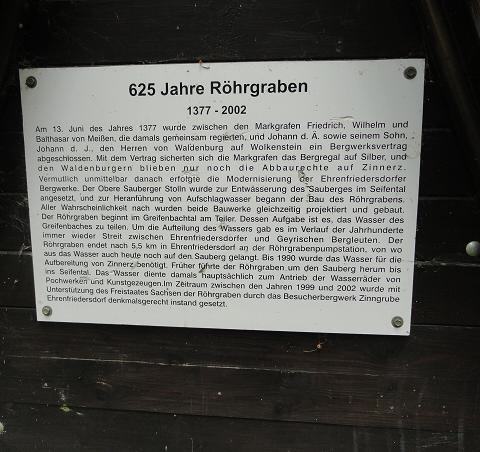 625 Jahre Röhrgraben
1377 - 2002
Am 13. Juni des Jahres 1377 wurde zwischen den Markgrafen Friedrich, Wilhelm und
Balthasar von Meißen, die damals gemeinsam regierten, und Johann d. Ä. sowie seinem Sohn,
Johann d. J., den Herren von Waldenburg auf Wolkenstein ein Bergwerksvertrag
abgeschlossen. Mit dem Vertrag sicherten sich die Markgrafen das Bergregal auf Silber, und
den Waldenburgern blieben nur noch die Abbaurechte auf Zinnerz.
Vermutlich unmittelbar danach erfolgte die Modernisierung der Ehrenfriedersdorfer
Bergwerke. Der Obere Sauberger Stolln wurde zur Entwässerung des Sauberges im Seifental
angesetzt, und zur Heranführung von Aufschlagwasser begann der Bau des Röhrgrabens.
Aller Wahrscheinlichkeit nach wurden beide Bauwerke gleichzeitig projektiert und gebaut.
Der Röhrgraben beginnt im Greifenbachtal am Teiler. Dessen Aufgabe ist es, das Wasser des
Greifenbaches zu teilen. Um die Aufteilung des Wassers gab es im Verlauf der Jahrhunderte
immer wieder Streit zwischen Ehrenfriedersdorfer und Geyrischen Bergleuten. Der
Röhrgraben endet nach 5,5 km in Ehrenfriedersdorf an der Röhrgrabenpumpstation, von wo
aus das Wasser auch heute noch auf den Sauberg gelangt. Bis 1990 wurde das Wasser für die
Aufbereitung von Zinnerz benötigt. Früher führte der Röhrgraben um den Sauberg herum bis
ins Seifental. Das Wasser diente damals hauptsächlich zum Antrieb der Wasserräder von
Pochwerken und Kunstgezeugen.Im Zeitraum zwischen den Jahren 1999 und 2002 wurde mit
Unterstützung des Freistaates Sachsen der Röhrgraben durch das Besucherbergwerk Zinngrube
Ehrenfriedersdorf denkmalsgerecht instand gesetzt.